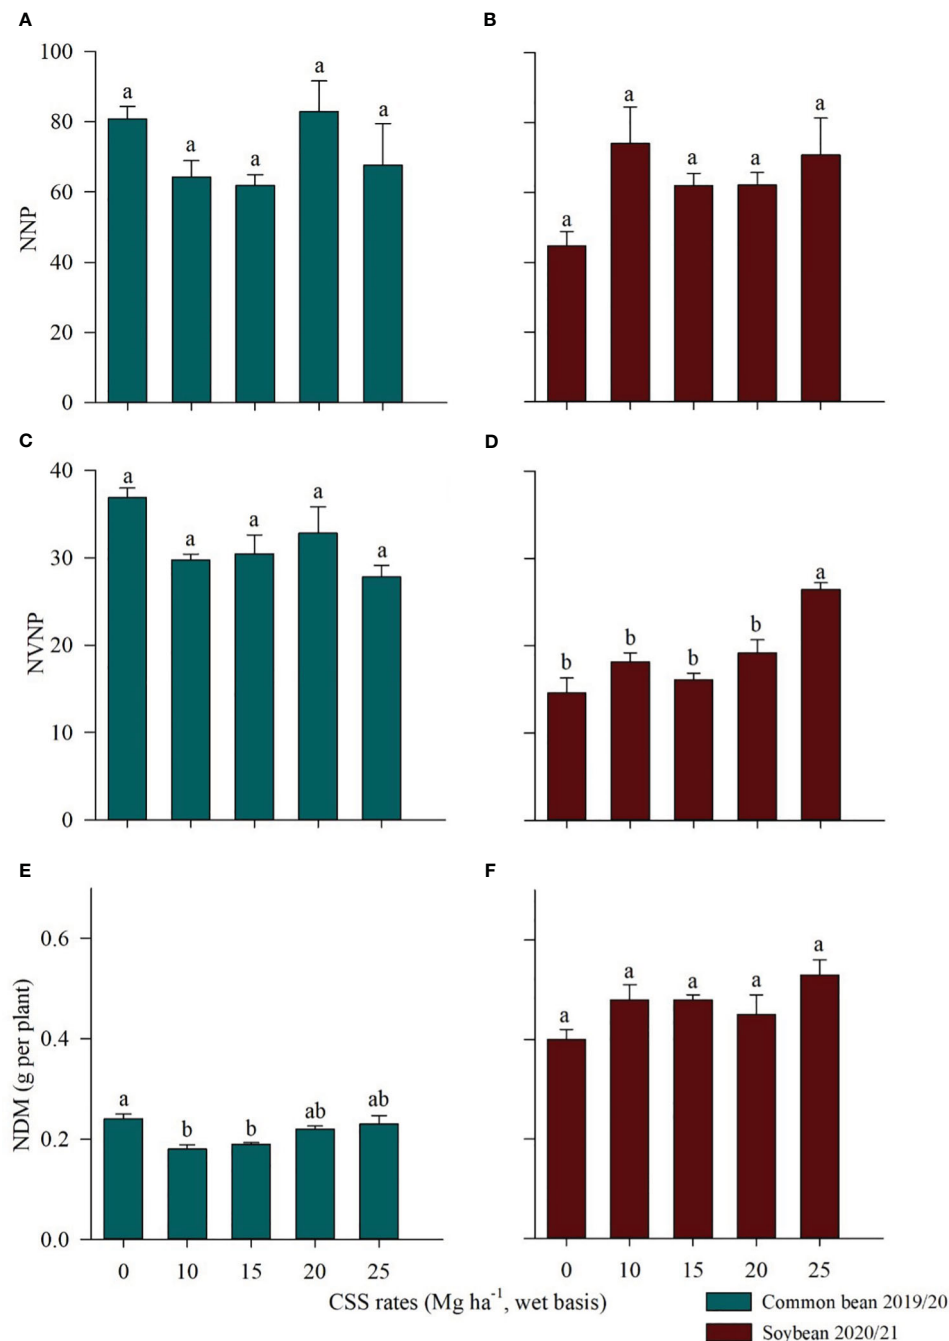 A
B
100
80
60
40
20
0
NNP
a a a a a
a a a a a
C
D
40
30
20
10
0
NVNP
a a a a a
b b b b a
E
F
0.6
0.4
0.2
0.0
NDM (g per plant)
a b b ab ab
a a a a a
0 10 15 20 25
0 10 15 20 25
CSS rates (Mg ha⁻¹, wet basis)
Common bean 2019/20
Soybean 2020/21